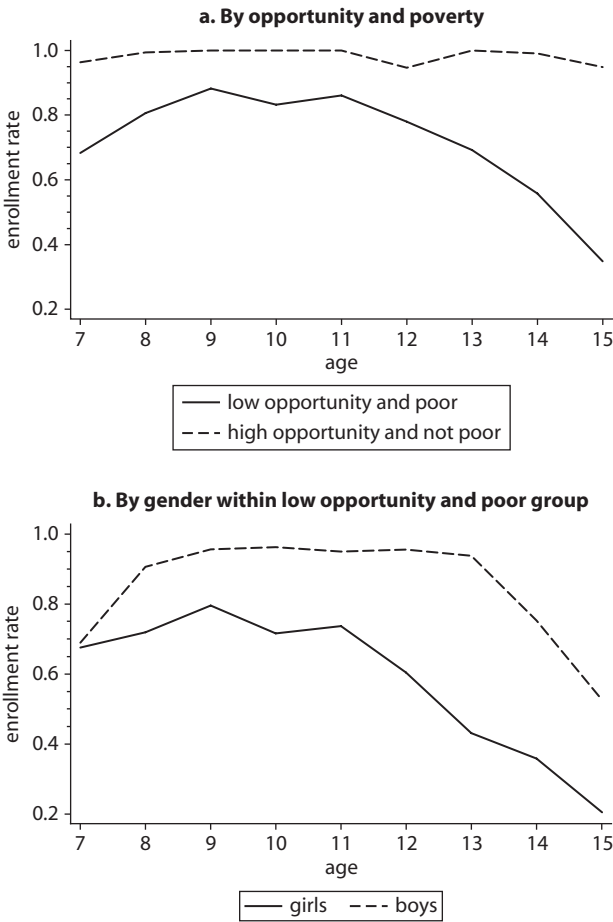 a. By opportunity and poverty
1.0
0.8
0.6
0.4
0.2
enrollment rate
7 8 9 10 11 12 13 14 15
age
low opportunity and poor
high opportunity and not poor
b. By gender within low opportunity and poor group
1.0
0.8
0.6
0.4
0.2
enrollment rate
7 8 9 10 11 12 13 14 15
age
girls boys